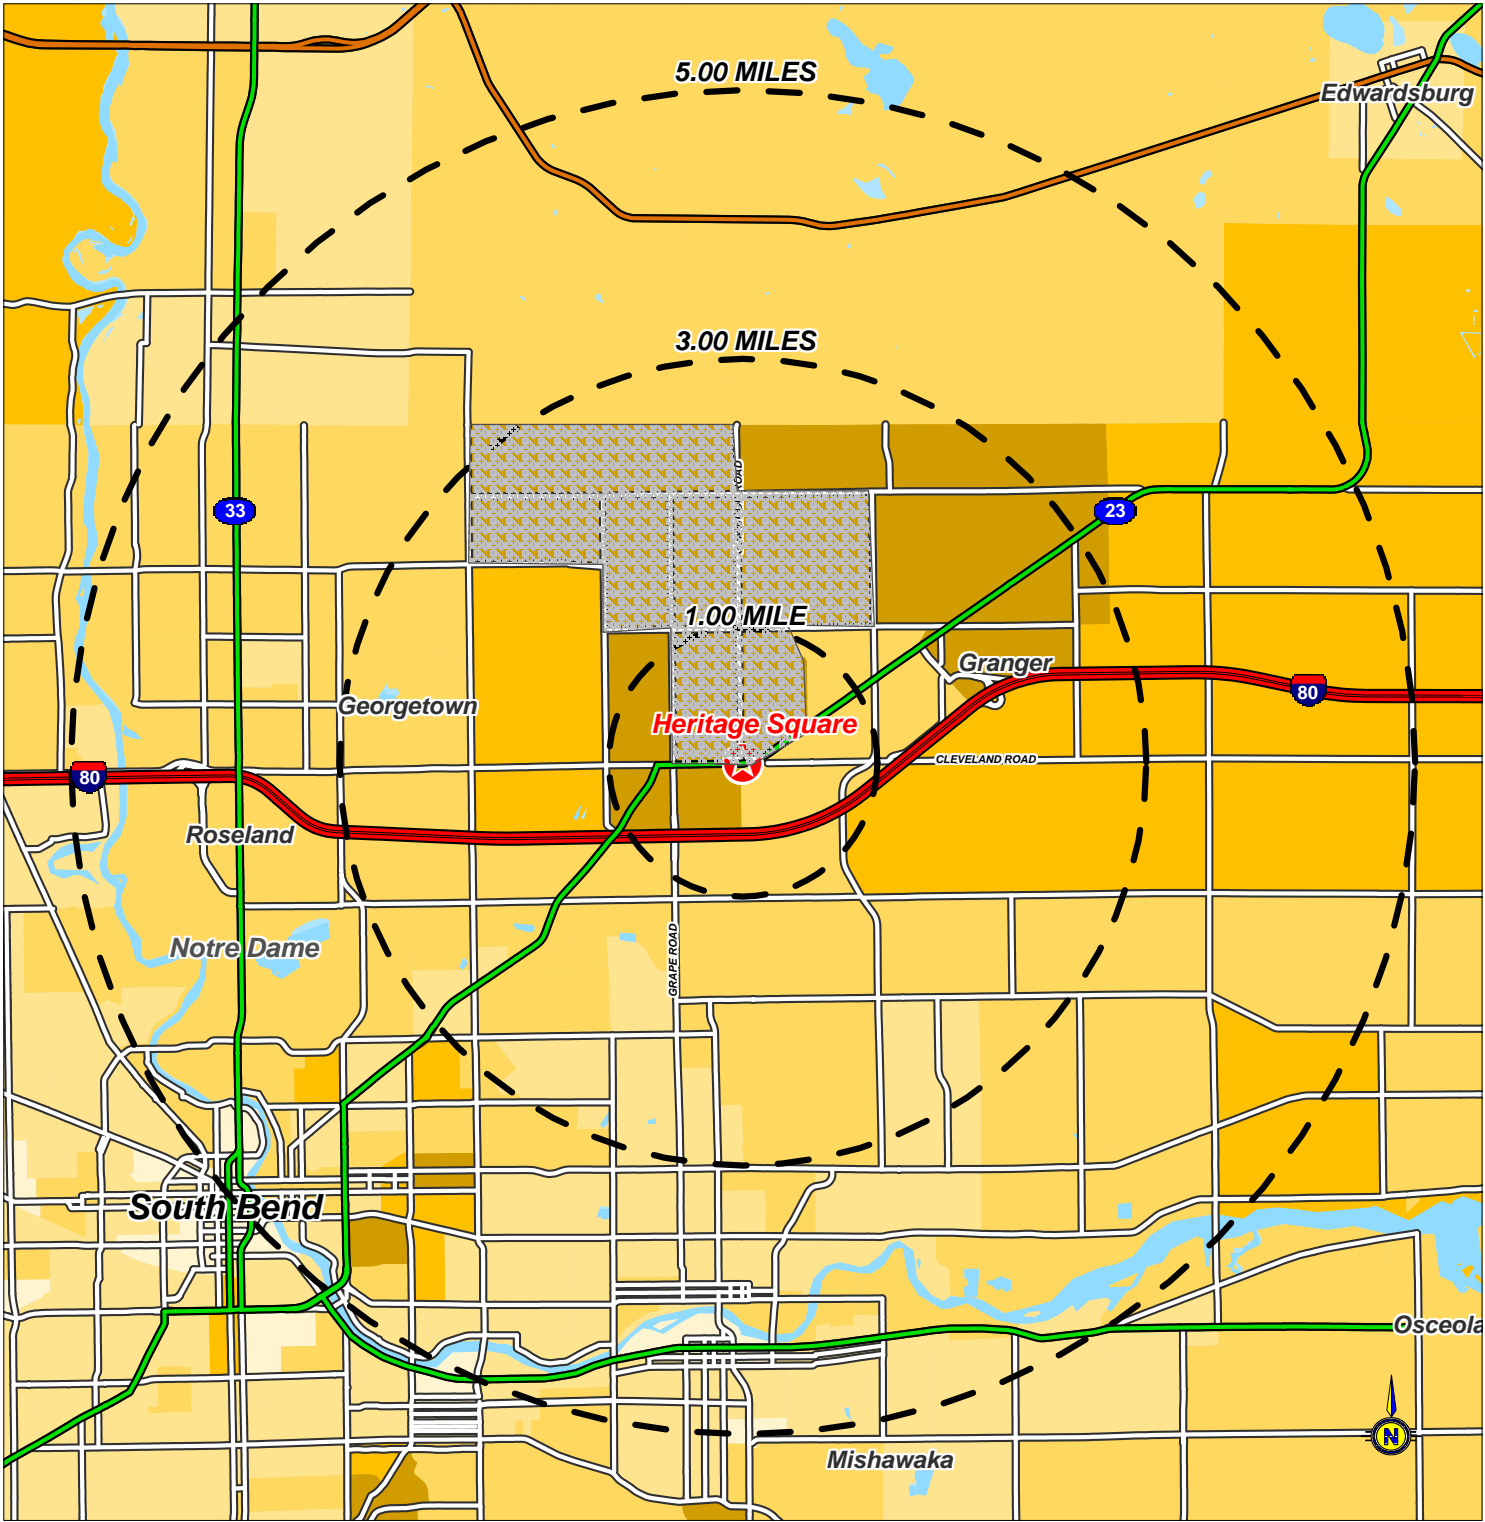 5.00 MILES
Edwardsburg
3.00 MILES
ROAD
33
23
1.00 MILE
Granger
80
Georgetown
Heritage Square
CLEVELAND ROAD
80
Roseland
GRAPE ROAD
Notre Dame
South Bend
Osceola
N
Mishawaka